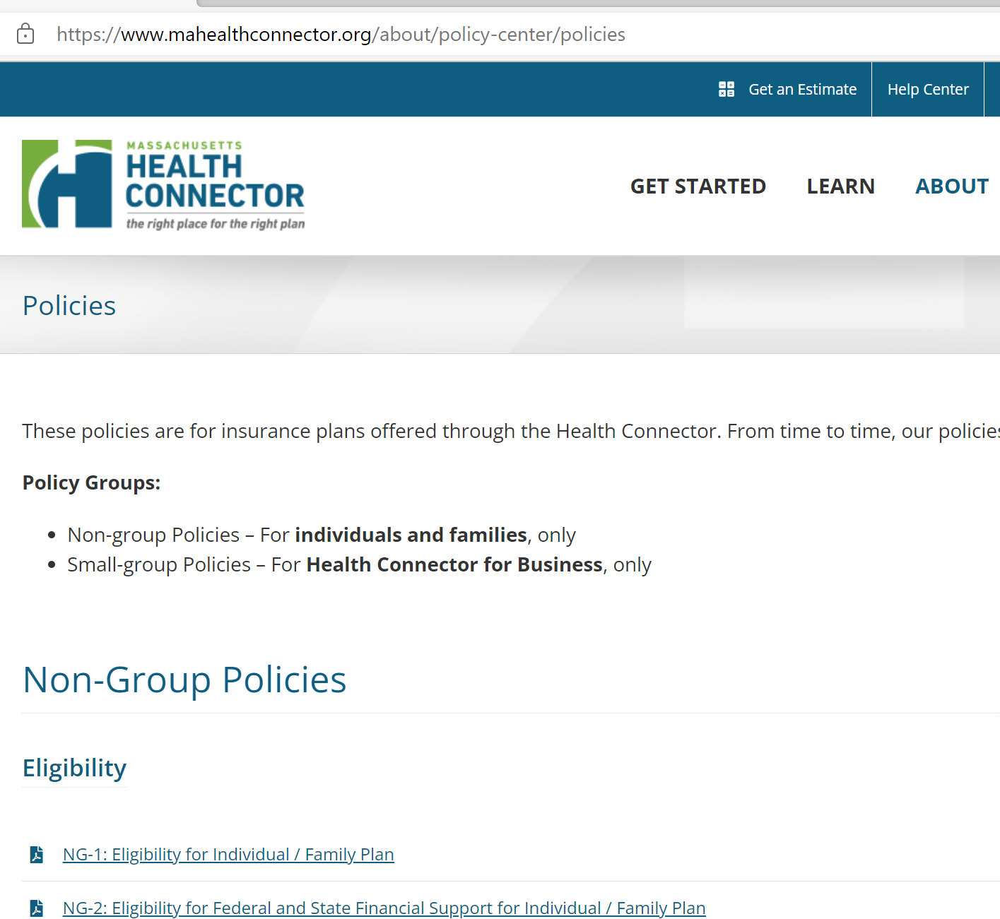 https://www.mahealthconnector.org/about/policy-center/policies
Get an Estimate
Help Center
MASSACHUSETTS
HEALTH
CONNECTOR
the right place for the right plan
GET STARTED
LEARN
ABOUT
Policies
These policies are for insurance plans offered through the Health Connector. From time to time, our policies
Policy Groups:
• Non-group Policies – For individuals and families, only
• Small-group Policies – For Health Connector for Business, only
Non-Group Policies
Eligibility
NG-1: Eligibility for Individual / Family Plan
NG-2: Eligibility for Federal and State Financial Support for Individual / Family Plan